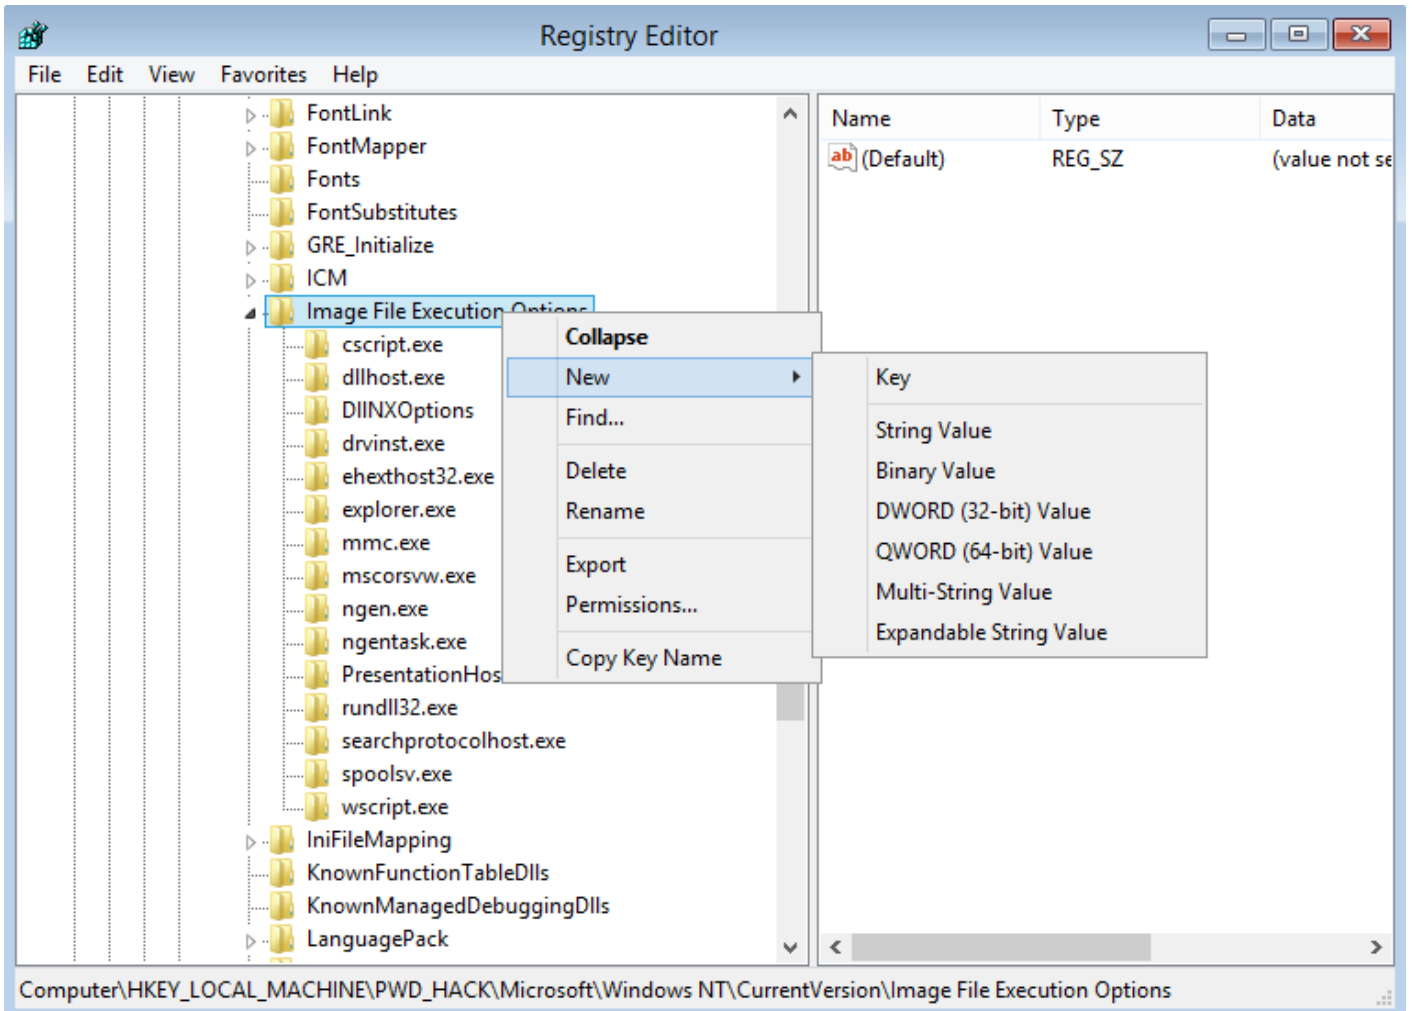 Registry Editor
File Edit View Favorites Help
FontLink
FontMapper
Fonts
FontSubstitutes
GRE_Initialize
ICM
Image File Execution Options
cscript.exe
dllhost.exe
DllNXOptions
drvinst.exe
ehexthost32.exe
explorer.exe
mmc.exe
mscorsvw.exe
ngen.exe
ngentask.exe
PresentationHos
rundll32.exe
searchprotocolhost.exe
spoolsv.exe
wscript.exe
IniFileMapping
KnownFunctionTableDlls
KnownManagedDebuggingDlls
LanguagePack
Collapse
New
Find...
Delete
Rename
Export
Permissions...
Copy Key Name
Key
String Value
Binary Value
DWORD (32-bit) Value
QWORD (64-bit) Value
Multi-String Value
Expandable String Value
Name Type Data
ab (Default) REG_SZ (value not se
Computer\HKEY_LOCAL_MACHINE\PWD_HACK\Microsoft\Windows NT\CurrentVersion\Image File Execution Options